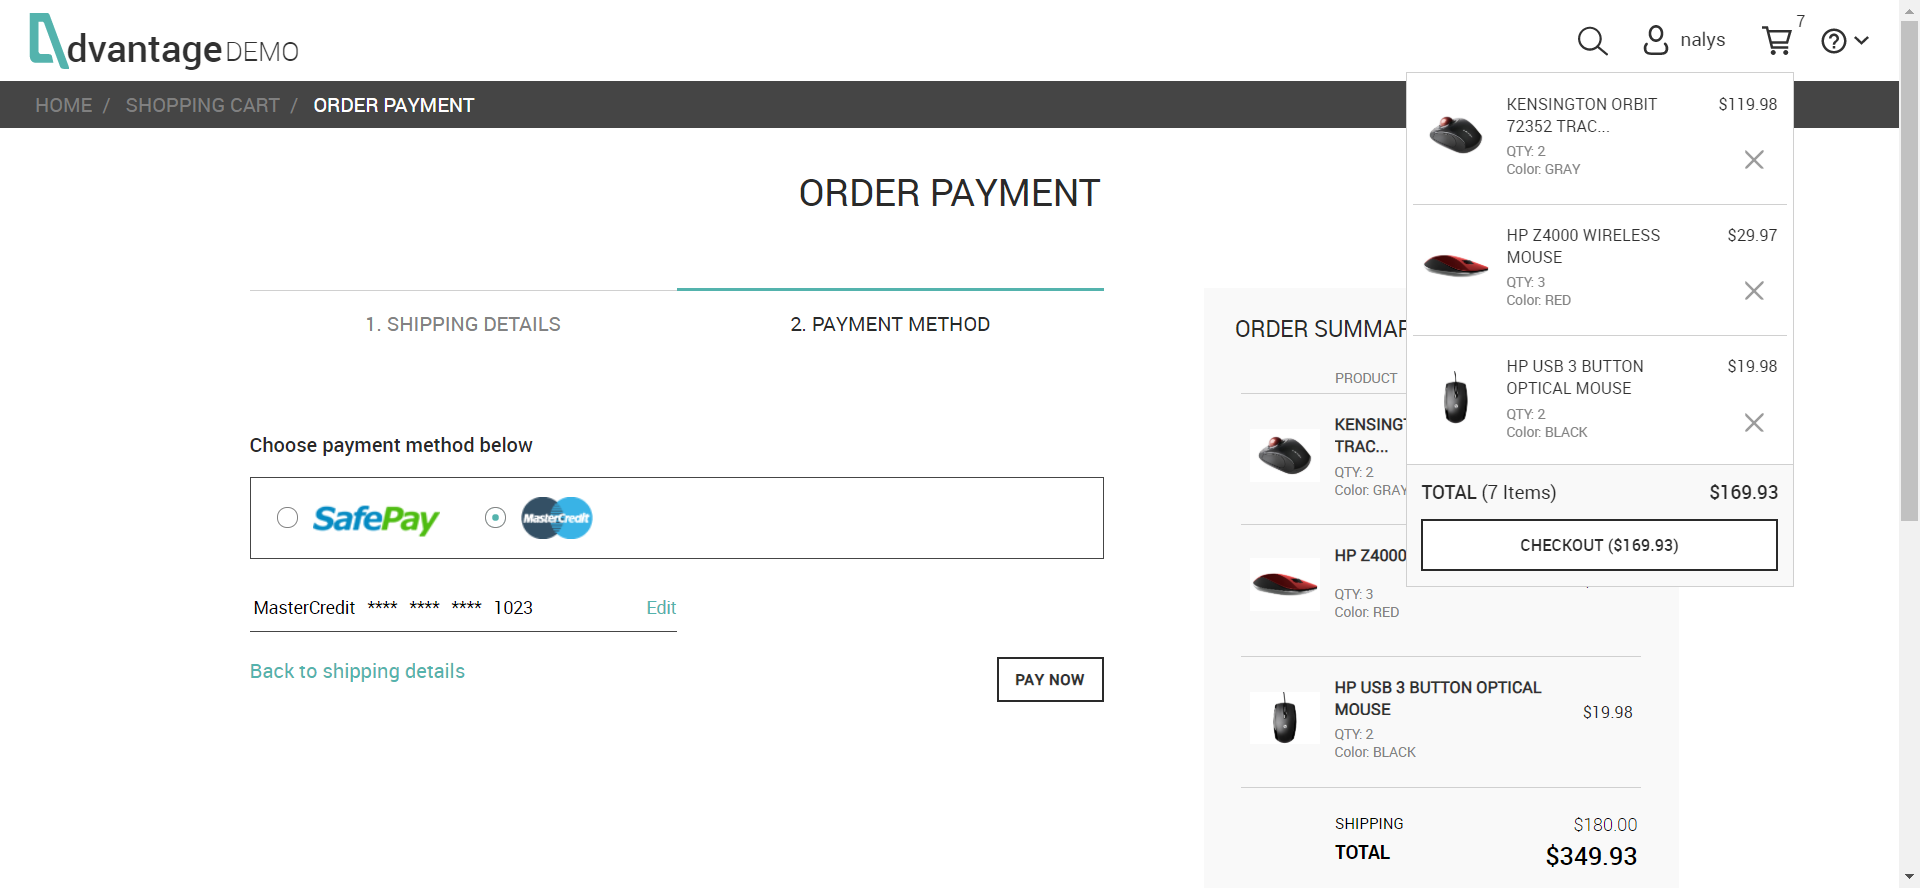 dvantage DEMO
nalys
7
HOME / SHOPPING CART / ORDER PAYMENT
KENSINGTON ORBIT
72352 TRAC...
$119.98
QTY: 2
Color: GRAY
HP Z4000 WIRELESS
MOUSE
$29.97
QTY: 3
Color: RED
HP USB 3 BUTTON
OPTICAL MOUSE
$19.98
QTY: 2
Color: BLACK
TOTAL (7 Items) $169.93
CHECKOUT ($169.93)
ORDER PAYMENT
1. SHIPPING DETAILS
2. PAYMENT METHOD
Choose payment method below
SafePay
MasterCredit
MasterCredit **** **** **** 1023
Edit
Back to shipping details
PAY NOW
ORDER SUMMAR
PRODUCT
KENSINGT
TRAC...
QTY: 2
Color: GRAY
HP Z4000
QTY: 3
Color: RED
HP USB 3 BUTTON OPTICAL
MOUSE
$19.98
QTY: 2
Color: BLACK
SHIPPING $180.00
TOTAL $349.93